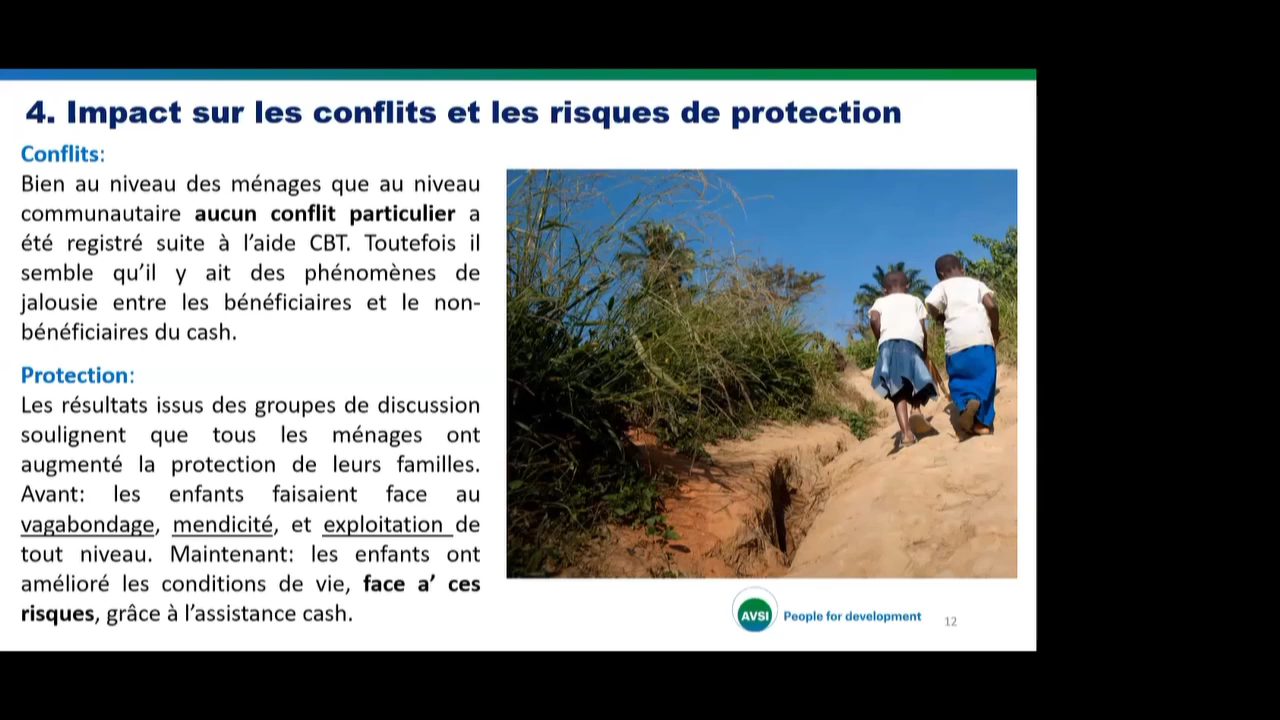 4. Impact sur les conflits et les risques de protection
Conflits:
Bien au niveau des ménages que au niveau
communautaire aucun conflit particulier a
été registré suite à l’aide CBT. Toutefois il
semble qu’il y ait des phénomènes de
jalousie entre les bénéficiaires et le non-
bénéficiaires du cash.
Protection:
Les résultats issus des groupes de discussion
soulignent que tous les ménages ont
augmenté la protection de leurs familles.
Avant: les enfants faisaient face au
vagabondage, mendicité, et exploitation de
tout niveau. Maintenant: les enfants ont
amélioré les conditions de vie, face a’ ces
risques, grâce à l’assistance cash.
AVSI People for development
12